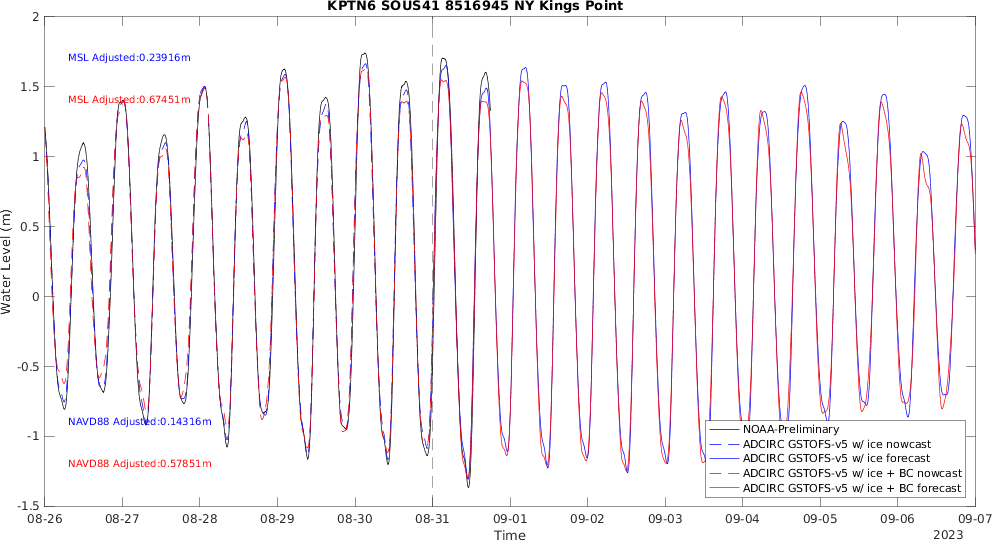 KPTN6 SOUS41 8516945 NY Kings Point
2
MSL Adjusted:0.23916m
1.5
MSL Adjusted:0.67451m
1
0.5
Water Level (m)
0
-0.5
NAVD88 Adjusted:0.14316m
-1
NAVD88 Adjusted:0.57851m
-1.5
NOAA-Preliminary
ADCIRC GSTOFS-v5 w/ ice nowcast
ADCIRC GSTOFS-v5 w/ ice forecast
ADCIRC GSTOFS-v5 w/ ice + BC nowcast
ADCIRC GSTOFS-v5 w/ ice + BC forecast
08-26 08-27 08-28 08-29 08-30 08-31 09-01 09-02 09-03 09-04 09-05 09-06 09-07
Time
2023